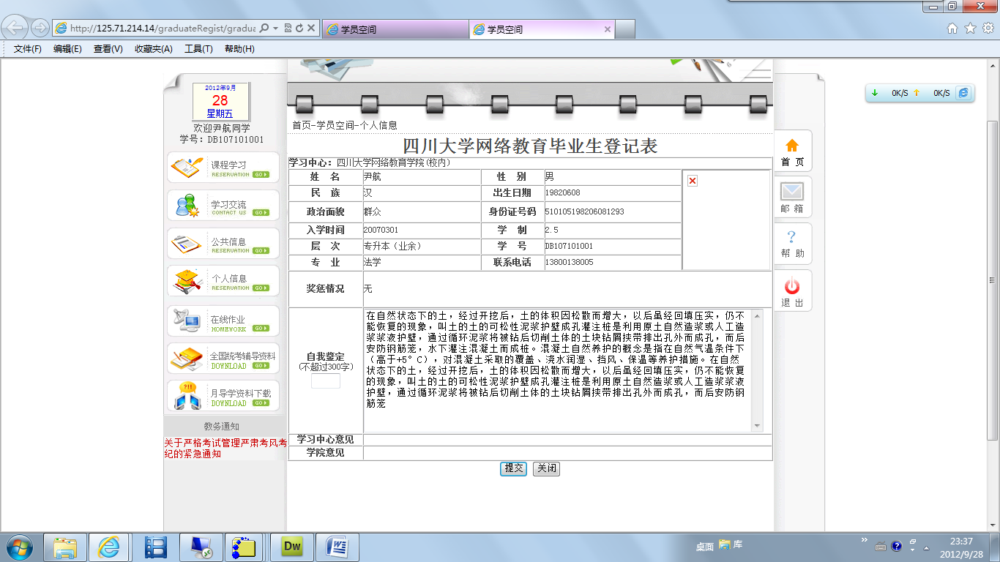 http://125.71.214.14/graduateRegist/gradua
学员空间
学员空间
文件(F) 编辑(E) 查看(V) 收藏夹(A) 工具(T) 帮助(H)
2012年9月
28
星期五
欢迎尹航同学
学号：DB107101001
课程学习
RESERVATION GO
学习交流
CONTACT US GO
公共信息
RESERVATION GO
个人信息
RESERVATION GO
在线作业
HOMEWORK GO
全国统考辅导资料
DOWNLOAD GO
月导学资料下载
DOWNLOAD GO
教务通知
关于严格考试管理严肃考风考
纪的紧急通知
首页-学员空间-个人信息
四川大学网络教育毕业生登记表
学习中心：四川大学网络教育学院(校内)
姓 名 尹航 性 别 男
民 族 汉 出生日期 19820608
政治面貌 群众 身份证号码 510105198206081293
入学时间 20070301 学 制 2.5
层 次 专升本（业余） 学 号 DB107101001
专 业 法学 联系电话 13800138005
奖惩情况 无
自我鉴定
(不超过300字)
在自然状态下的土，经过开挖后，土的体积因松散而增大，以后虽经回填压实，仍不
能恢复的现象，叫土的土的可松性泥浆护壁成孔灌注桩是利用原土自然造浆或人工造
浆浆液护壁，通过循环泥浆将被钻后切削土体的土块钻屑挟带排出孔外而成孔，而后
安防钢筋笼，水下灌注混凝土而成桩。混凝土自然养护的概念是指在自然气温条件下
（高于+5°C），对混凝土采取的覆盖、浇水润湿、挡风、保温等养护措施。在自然
状态下的土，经过开挖后，土的体积因松散而增大，以后虽经回填压实，仍不能恢复
的现象，叫土的土的可松性泥浆护壁成孔灌注桩是利用原土自然造浆或人工造浆浆液
护壁，通过循环泥浆将被钻后切削土体的土块钻屑挟带排出孔外而成孔，而后安防钢
筋笼
学习中心意见
学院意见
提交 关闭
首 页
邮 箱
帮 助
退 出
0K/S 0K/S
Dw
桌面 库
23:37
2012/9/28